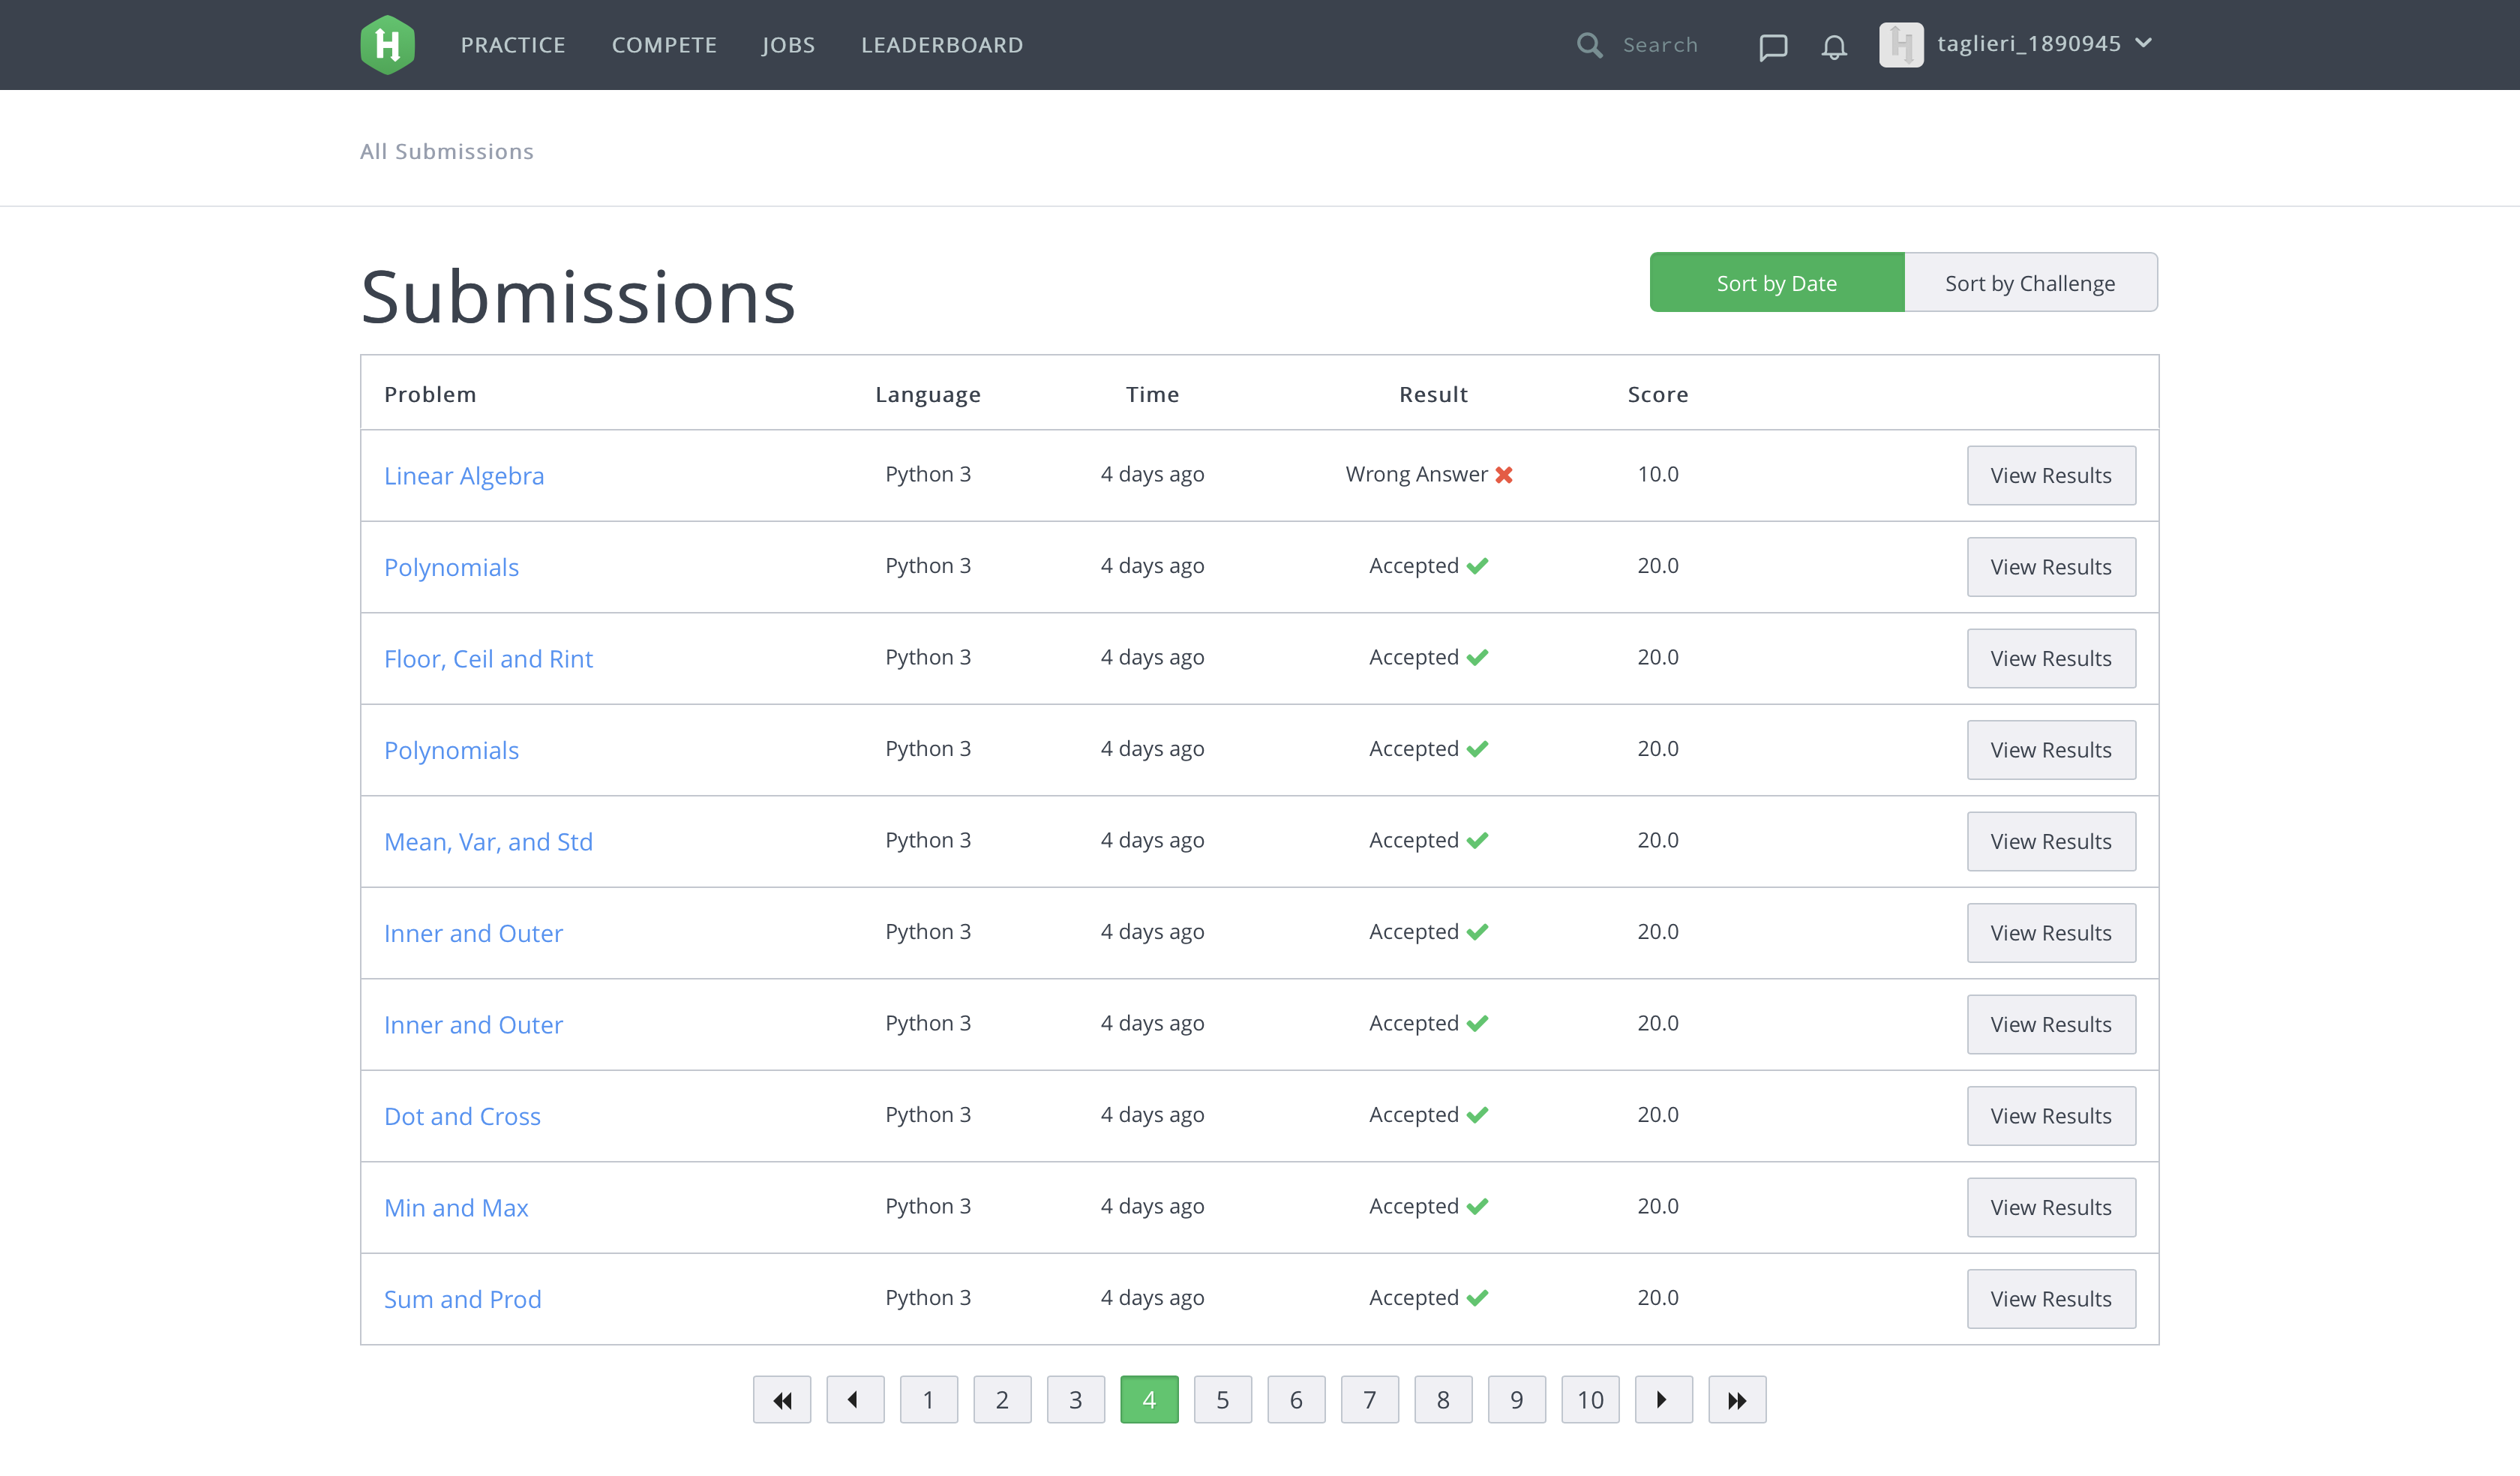 PRACTICE COMPETE JOBS LEADERBOARD Search taglieri_1890945
All Submissions
Submissions Sort by Date Sort by Challenge
Problem Language Time Result Score
Linear Algebra Python 3 4 days ago Wrong Answer 10.0 View Results
Polynomials Python 3 4 days ago Accepted 20.0 View Results
Floor, Ceil and Rint Python 3 4 days ago Accepted 20.0 View Results
Polynomials Python 3 4 days ago Accepted 20.0 View Results
Mean, Var, and Std Python 3 4 days ago Accepted 20.0 View Results
Inner and Outer Python 3 4 days ago Accepted 20.0 View Results
Inner and Outer Python 3 4 days ago Accepted 20.0 View Results
Dot and Cross Python 3 4 days ago Accepted 20.0 View Results
Min and Max Python 3 4 days ago Accepted 20.0 View Results
Sum and Prod Python 3 4 days ago Accepted 20.0 View Results
1 2 3 4 5 6 7 8 9 10